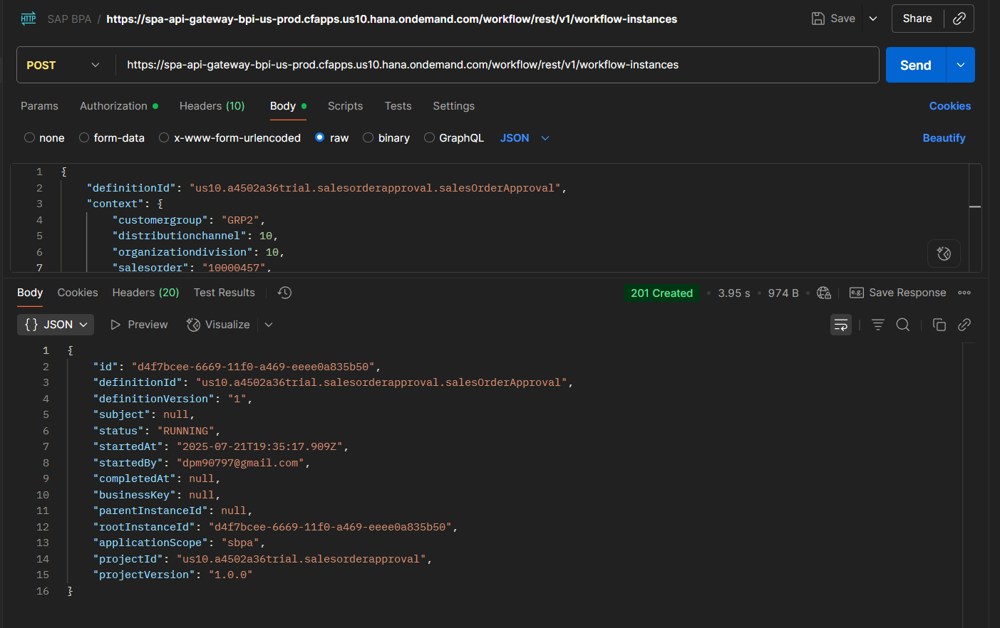 HTTP SAP BPA / https://spa-api-gateway-bpi-us-prod.cfapps.us10.hana.ondemand.com/workflow/rest/v1/workflow-instances Save Share
POST https://spa-api-gateway-bpi-us-prod.cfapps.us10.hana.ondemand.com/workflow/rest/v1/workflow-instances Send
Params Authorization Headers (10) Body Scripts Tests Settings Cookies
none form-data x-www-form-urlencoded raw binary GraphQL JSON Beautify
1 {
2 "definitionId": "us10.a4502a36trial.salesorderapproval.salesOrderApproval",
3 "context": {
4 "customergroup": "GRP2",
5 "distributionchannel": 10,
6 "organizationdivision": 10,
7 "salesorder": "10000457",
Body Cookies Headers (20) Test Results 201 Created • 3.95 s • 974 B • e.g. Save Response
{} JSON Preview Visualize
1 {
2 "id": "d4f7bcee-6669-11f0-a469-eeee0a835b50",
3 "definitionId": "us10.a4502a36trial.salesorderapproval.salesOrderApproval",
4 "definitionVersion": "1",
5 "subject": null,
6 "status": "RUNNING",
7 "startedAt": "2025-07-21T19:35:17.909Z",
8 "startedBy": "dpm90797@gmail.com",
9 "completedAt": null,
10 "businessKey": null,
11 "parentInstanceId": null,
12 "rootInstanceId": "d4f7bcee-6669-11f0-a469-eeee0a835b50",
13 "applicationScope": "sbpa",
14 "projectId": "us10.a4502a36trial.salesorderapproval",
15 "projectVersion": "1.0.0"
16 }